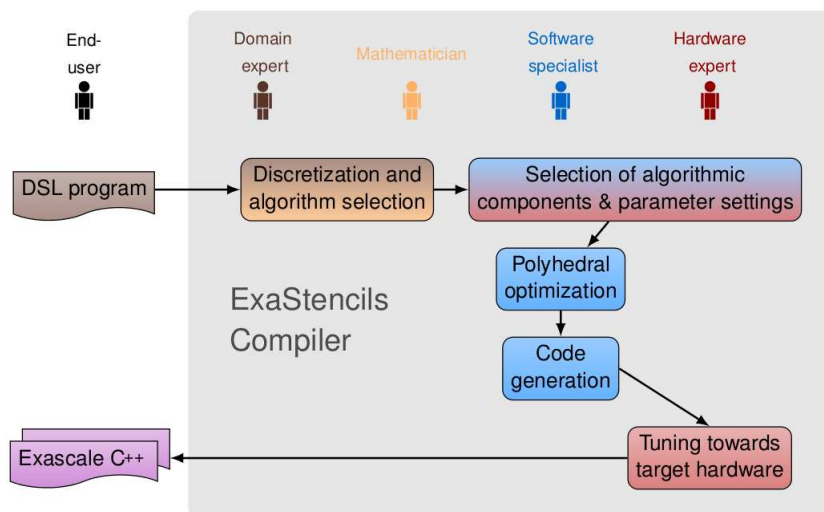 End-
user
Domain
expert
Mathematician
Software
specialist
Hardware
expert
DSL program
Discretization and
algorithm selection
Selection of algorithmic
components & parameter settings
Polyhedral
optimization
ExaStencils
Compiler
Code
generation
Exascale C++
Tuning towards
target hardware